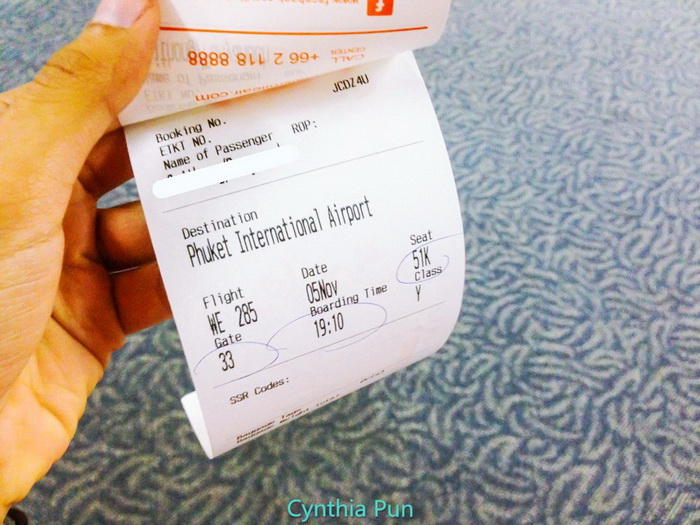 CALL
CENTER
+66 2 118 8888
JCDZ4U
Booking No.
ETKT NO.
RQP:
Name of Passenger
Destination
Phuket International Airport
Flight
Date
Seat
WE 285
05Nov
51K
Gate
Boarding Time
Class
33
19:10
Y
SSR Codes:
Cynthia Pun